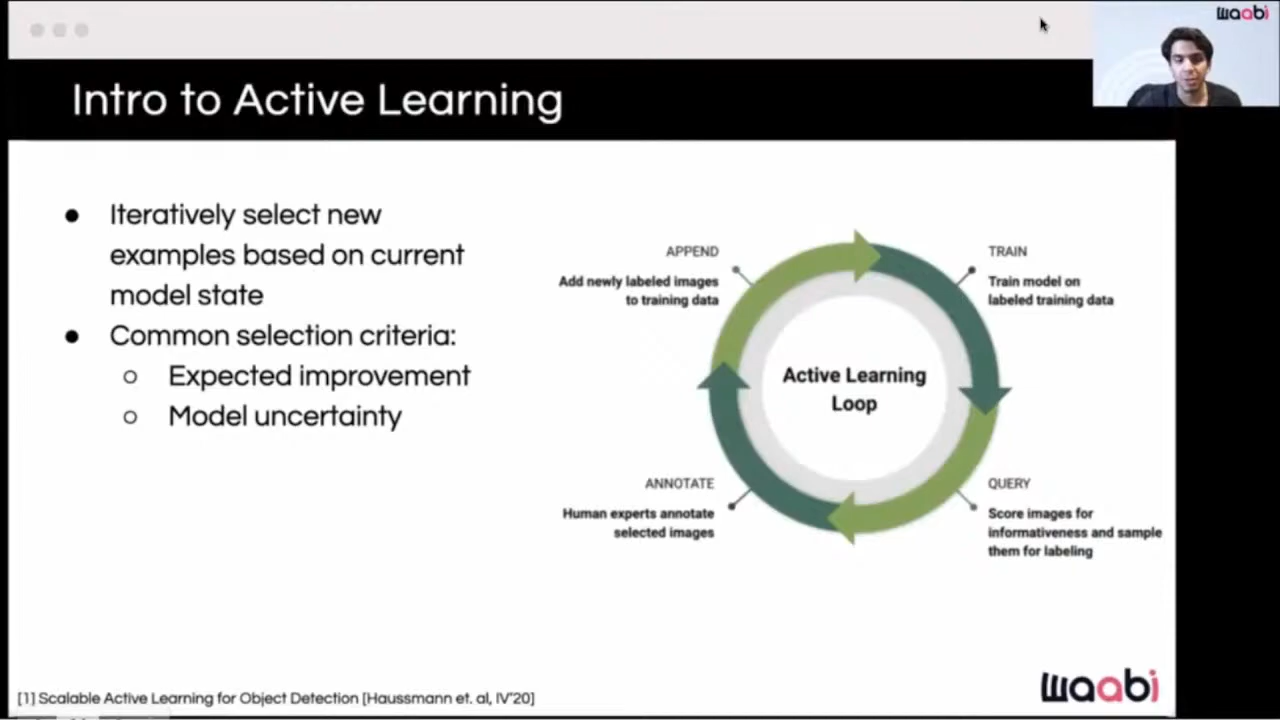 waabi
Intro to Active Learning
● Iteratively select new
examples based on current
model state
● Common selection criteria:
○ Expected improvement
○ Model uncertainty
APPEND
Add newly labeled images
to training data
TRAIN
Train model on
labeled training data
Active Learning
Loop
ANNOTATE
Human experts annotate
selected images
QUERY
Score images for
informativeness and sample
them for labeling
[1] Scalable Active Learning for Object Detection [Haussmann et. al, IV'20]
waabi